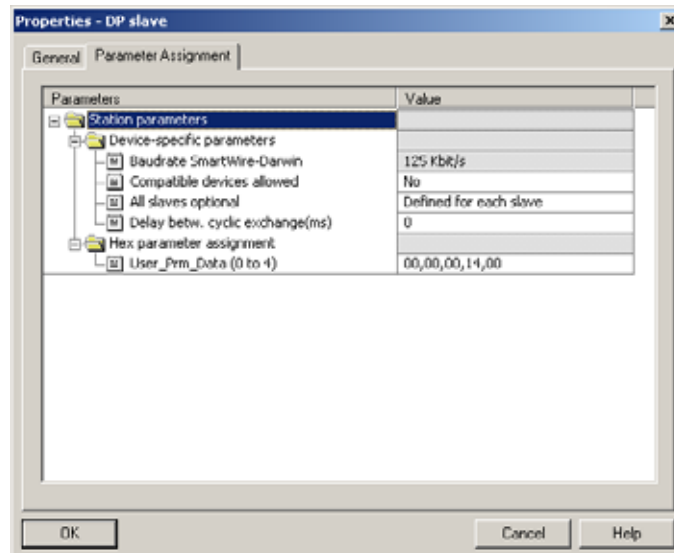 Properties - DP slave
General Parameter Assignment
Parameters Value
Station parameters
Device-specific parameters
Baudrate SmartWire-Darwin 125 Kbit/s
Compatible devices allowed No
All slaves optional Defined for each slave
Delay betw. cyclic exchange(ms) 0
Hex parameter assignment
User_Prm_Data (0 to 4) 00,00,00,14,00
OK Cancel Help